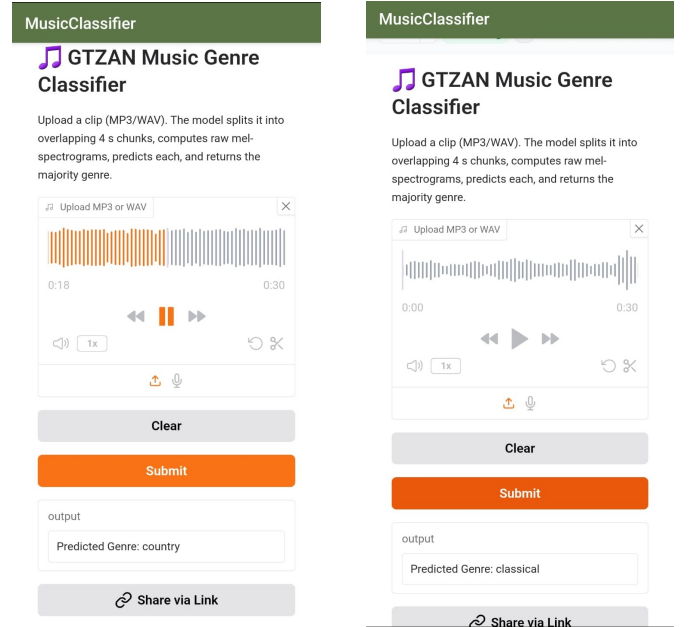 MusicClassifier
🎵 GTZAN Music Genre
Classifier
Upload a clip (MP3/WAV). The model splits it into
overlapping 4 s chunks, computes raw mel-
spectrograms, predicts each, and returns the
majority genre.
Upload MP3 or WAV
0:18
0:30
1x
Clear
Submit
output
Predicted Genre: country
Share via Link
MusicClassifier
🎵 GTZAN Music Genre
Classifier
Upload a clip (MP3/WAV). The model splits it into
overlapping 4 s chunks, computes raw mel-
spectrograms, predicts each, and returns the
majority genre.
Upload MP3 or WAV
0:00
0:30
1x
Clear
Submit
output
Predicted Genre: classical
Share via Link